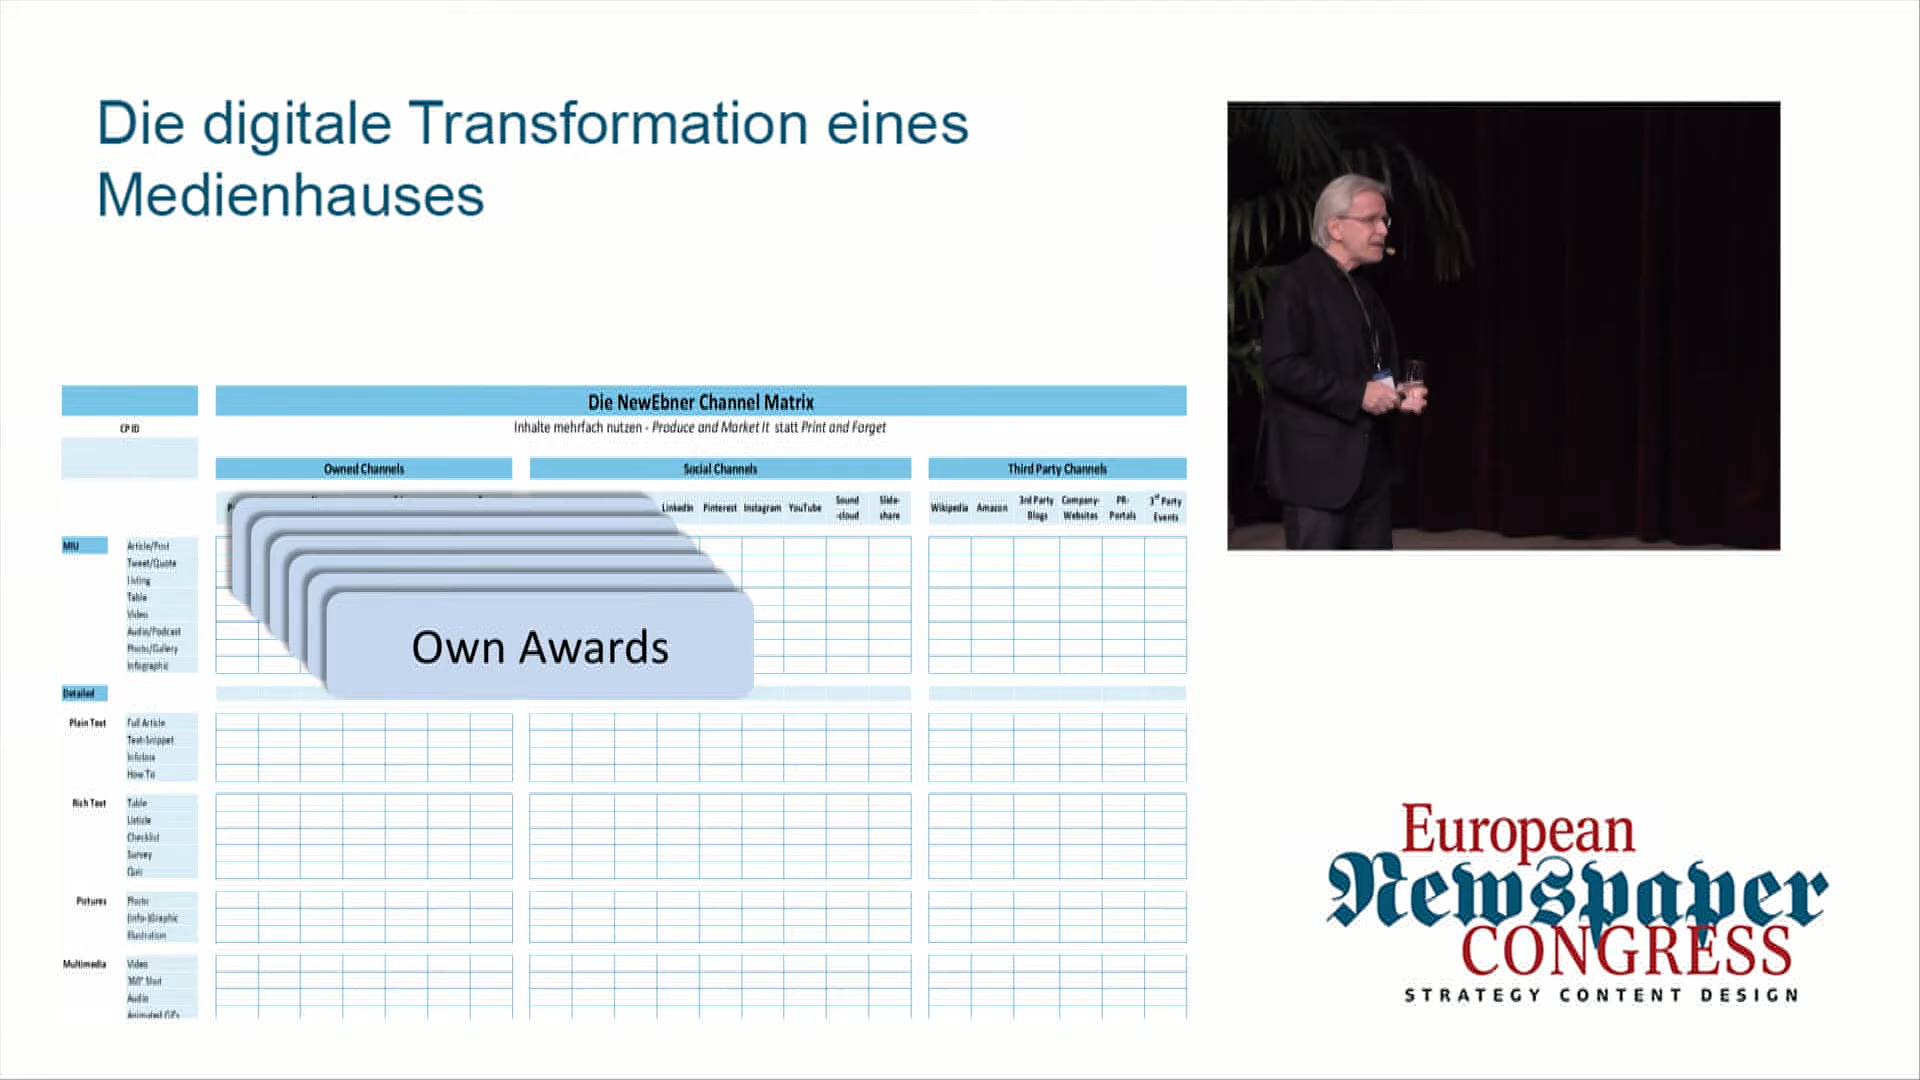 Die digitale Transformation eines
Medienhauses
Die NewEbner Channel Matrix
CP ID
Inhalte mehrfach nutzen - Produce and Market It statt Print and Forget
Owned Channels
Social Channels
Third Party Channels
LinkedIn
Pinterest
Instagram
YouTube
Sound
-cloud
Slide-
share
Wikipedia
Amazon
3rd Party
Blogs
Company-
Websites
PR-
Portals
3rd Party
Events
MIU
Article/Post
Tweet/Quote
Listing
Table
Video
Audio/Podcast
Photo/Gallery
Infographic
Own Awards
Detailed
Plain Text
Full Article
Text-Snippet
Infobox
How To
Rich Text
Table
Listicle
Checklist
Survey
Quiz
Pictures
Photo
(Info-)Graphic
Illustration
Multimedia
Video
360° Shot
Audio
Animated GIFs
European
Newspaper
CONGRESS
STRATEGY CONTENT DESIGN